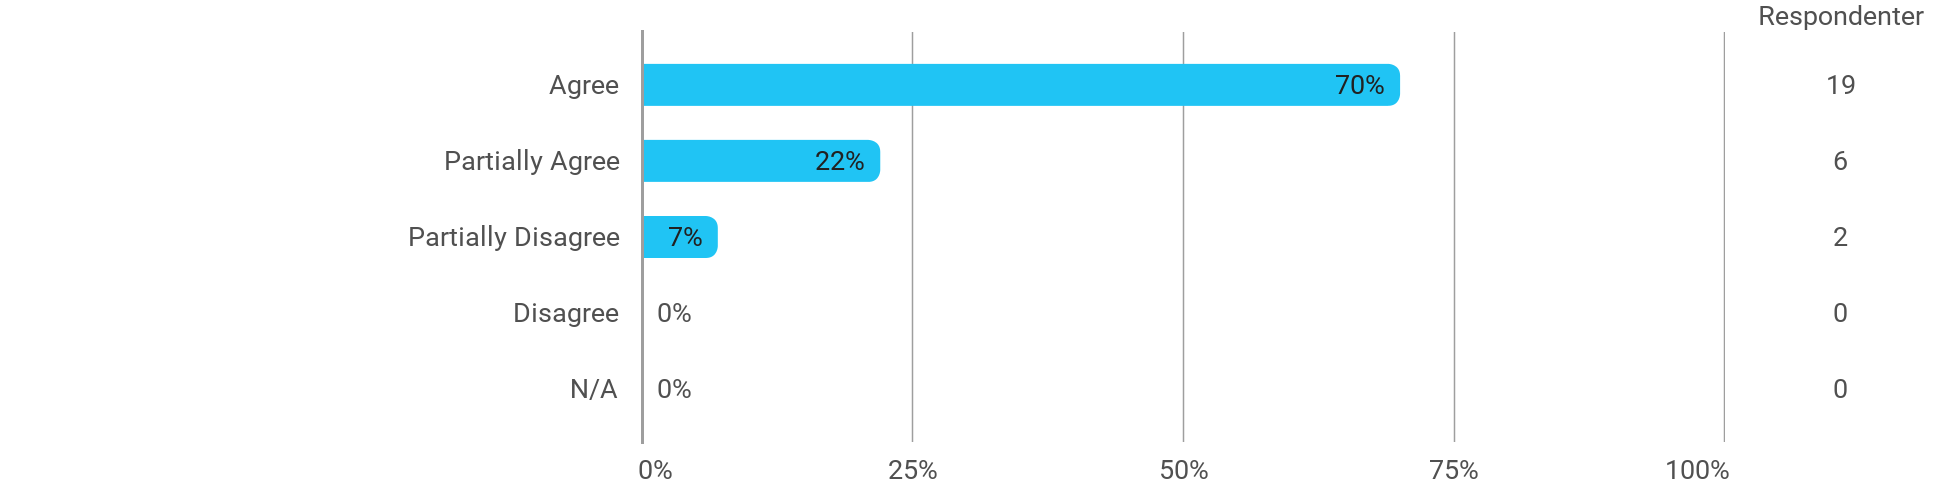 Respondenter
Agree 70% 19
Partially Agree 22% 6
Partially Disagree 7% 2
Disagree 0% 0
N/A 0% 0
0% 25% 50% 75% 100%